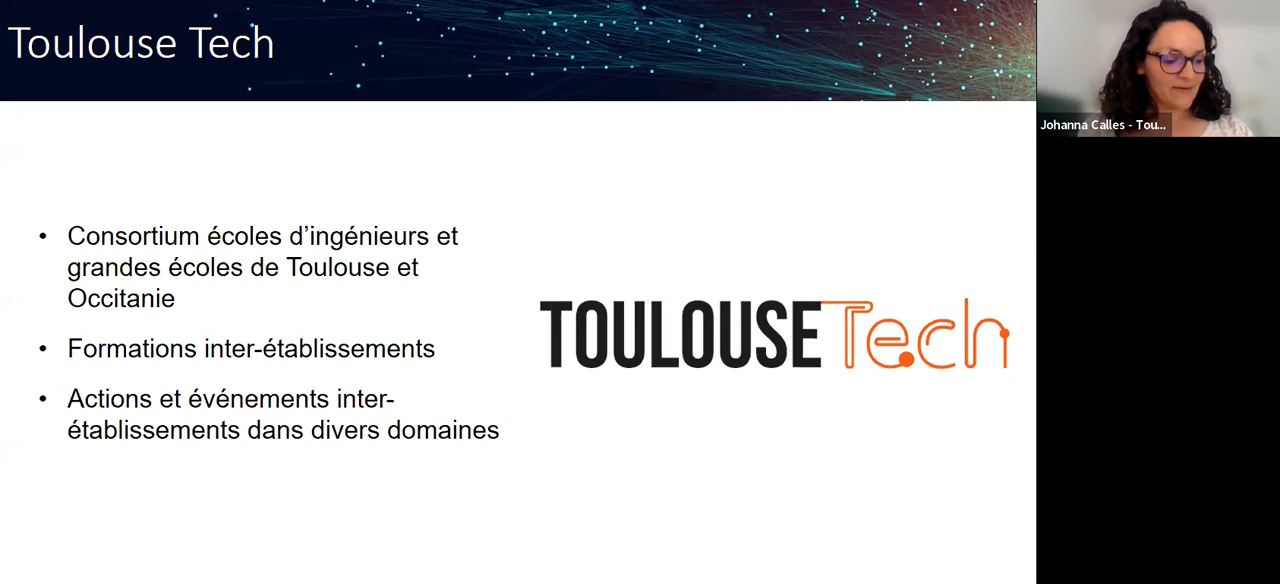 Toulouse Tech
Johanna Calles - Tou...
• Consortium écoles d’ingénieurs et
grandes écoles de Toulouse et
Occitanie
• Formations inter-établissements
• Actions et événements inter-
établissements dans divers domaines
TOULOUSE Tech